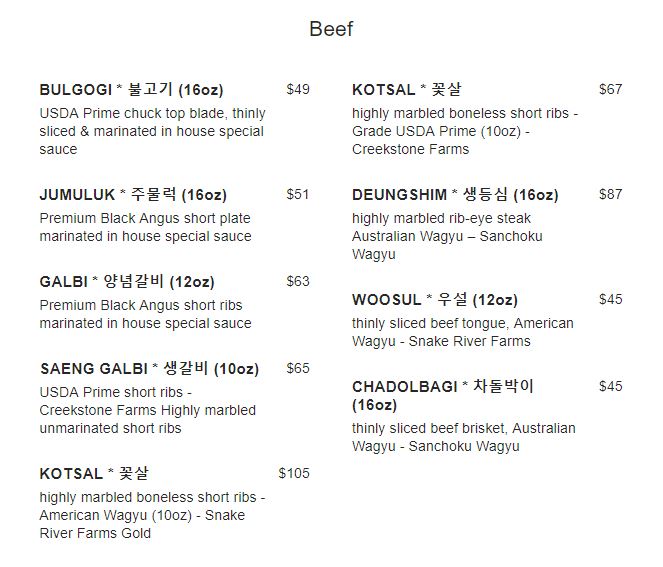 Beef
BULGOGI * 불고기 (16oz) $49
USDA Prime chuck top blade, thinly
sliced & marinated in house special
sauce
JUMULUK * 주물럭 (16oz) $51
Premium Black Angus short plate
marinated in house special sauce
GALBI * 양념갈비 (12oz) $63
Premium Black Angus short ribs
marinated in house special sauce
SAENG GALBI * 생갈비 (10oz) $65
USDA Prime short ribs -
Creekstone Farms Highly marbled
unmarinated short ribs
KOTSAL * 꽃살 $105
highly marbled boneless short ribs -
American Wagyu (10oz) - Snake
River Farms Gold
KOTSAL * 꽃살 $67
highly marbled boneless short ribs -
Grade USDA Prime (10oz) -
Creekstone Farms
DEUNGSHIM * 생등심 (16oz) $87
highly marbled rib-eye steak
Australian Wagyu – Sanchoku
Wagyu
WOOSUL * 우설 (12oz) $45
thinly sliced beef tongue, American
Wagyu - Snake River Farms
CHADOLBAGI * 차돌박이 $45
(16oz)
thinly sliced beef brisket, Australian
Wagyu - Sanchoku Wagyu